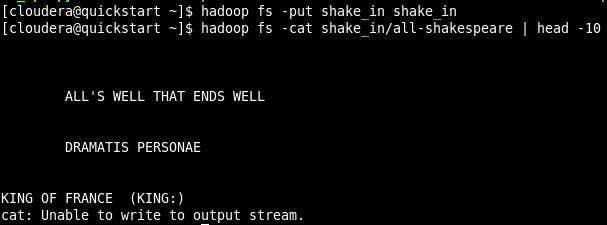 [cloudera@quickstart ~]$ hadoop fs -put shake_in shake_in
[cloudera@quickstart ~]$ hadoop fs -cat shake_in/all-shakespeare | head -10
ALL'S WELL THAT ENDS WELL
DRAMATIS PERSONAE
KING OF FRANCE  (KING:)
cat: Unable to write to output stream.